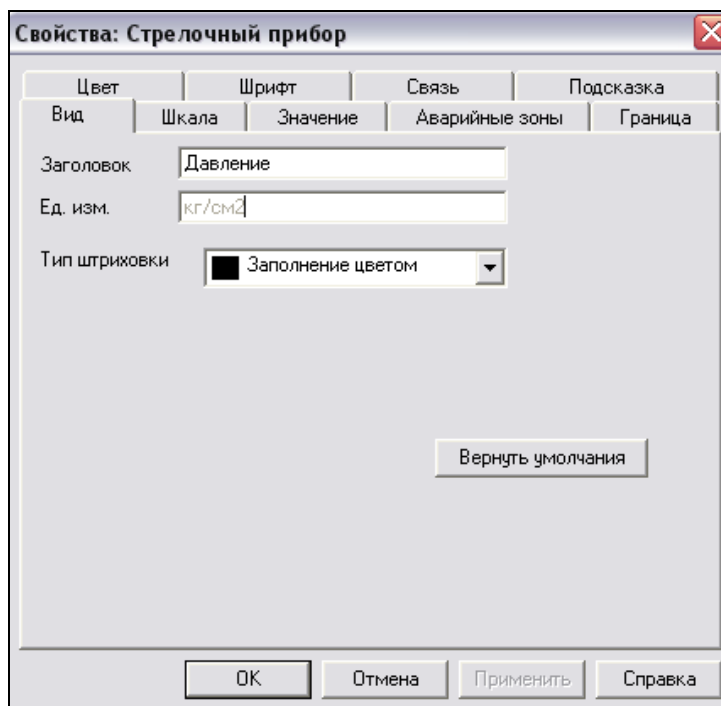 Свойства: Стрелочный прибор
Цвет Шрифт Связь Подсказка
Вид Шкала Значение Аварийные зоны Граница
Заголовок Давление
Ед. изм. кг/см2
Тип штриховки Заполнение цветом
Вернуть умолчания
OK Отмена Применить Справка